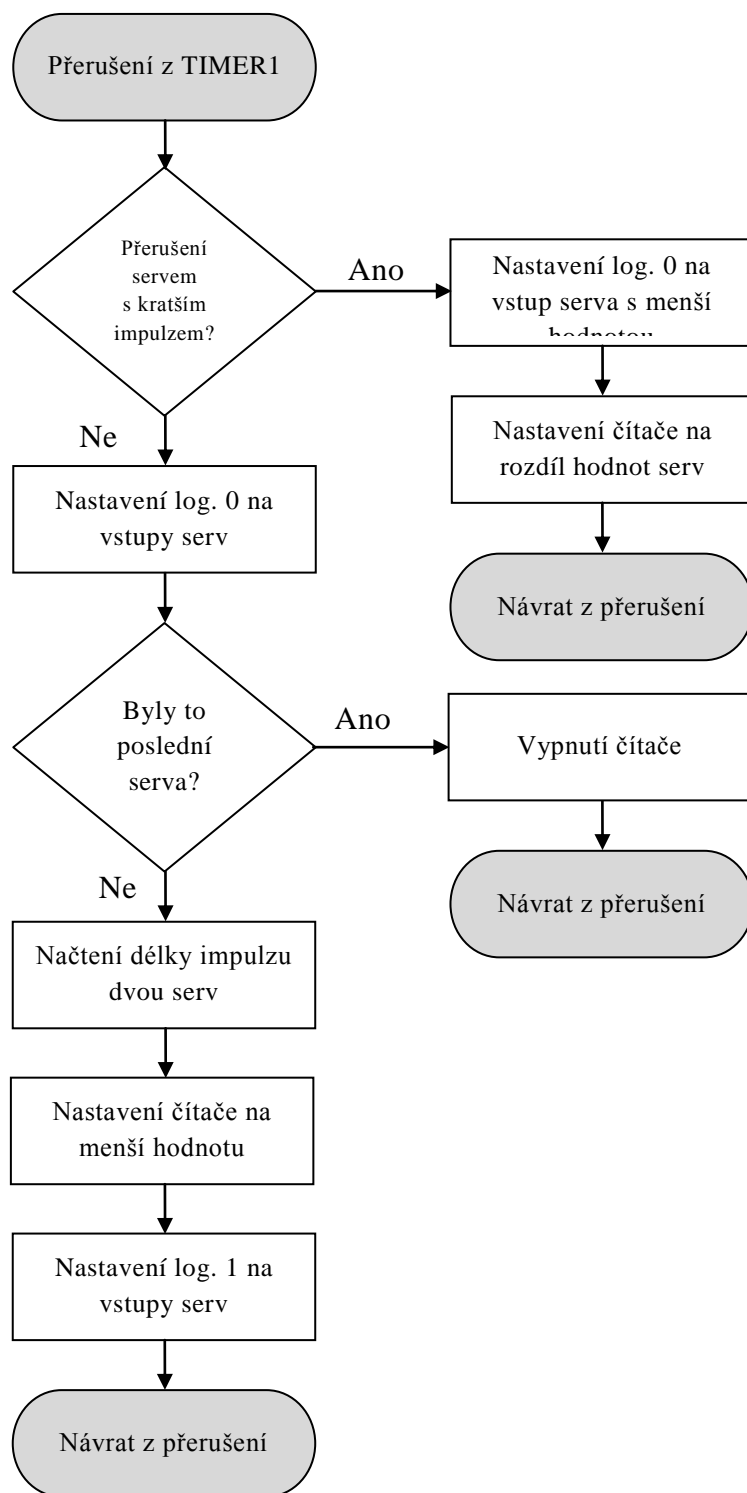 Přerušení z TIMER1
Přerušení
servem
s kratším
impulzem?
Ano
Nastavení log. 0 na
vstup serva s menší
hodnotou
Nastavení čítače na
rozdíl hodnot serv
Návrat z přerušení
Ne
Nastavení log. 0 na
vstupy serv
Byly to
poslední
serva?
Ano
Vypnutí čítače
Návrat z přerušení
Ne
Načtení délky impulzu
dvou serv
Nastavení čítače na
menší hodnotu
Nastavení log. 1 na
vstupy serv
Návrat z přerušení